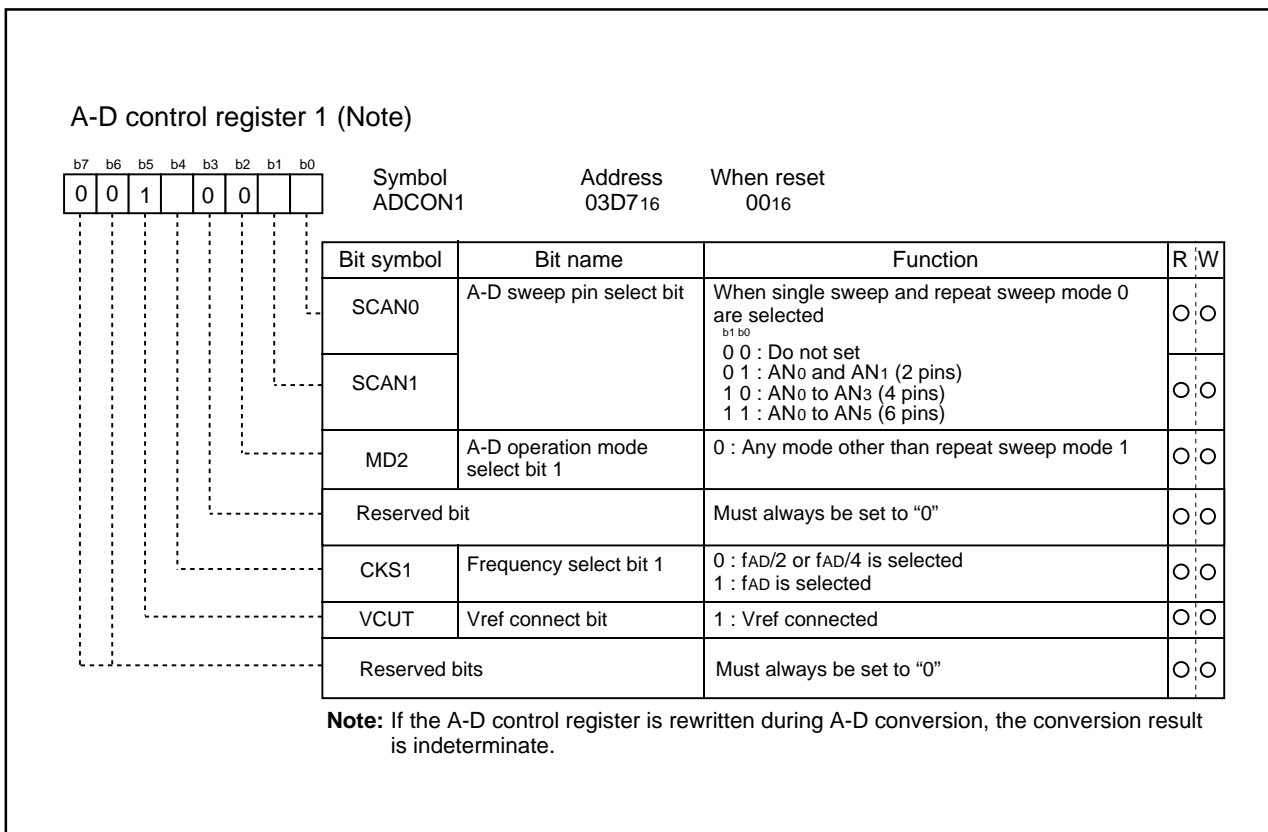 A-D control register 1 (Note)
b7 b6 b5 b4 b3 b2 b1 b0
0 0 1 0 0
Symbol Address When reset
ADCON1 03D716 0016
Bit symbol Bit name Function R W
SCAN0 A-D sweep pin select bit When single sweep and repeat sweep mode 0
are selected
b1 b0
0 0 : Do not set
0 1 : AN0 and AN1 (2 pins)
1 0 : AN0 to AN3 (4 pins)
1 1 : AN0 to AN5 (6 pins)
SCAN1
MD2 A-D operation mode
select bit 1 0 : Any mode other than repeat sweep mode 1
Reserved bit Must always be set to “0”
CKS1 Frequency select bit 1 0 : fAD/2 or fAD/4 is selected
1 : fAD is selected
VCUT Vref connect bit 1 : Vref connected
Reserved bits Must always be set to “0”
Note: If the A-D control register is rewritten during A-D conversion, the conversion result
is indeterminate.